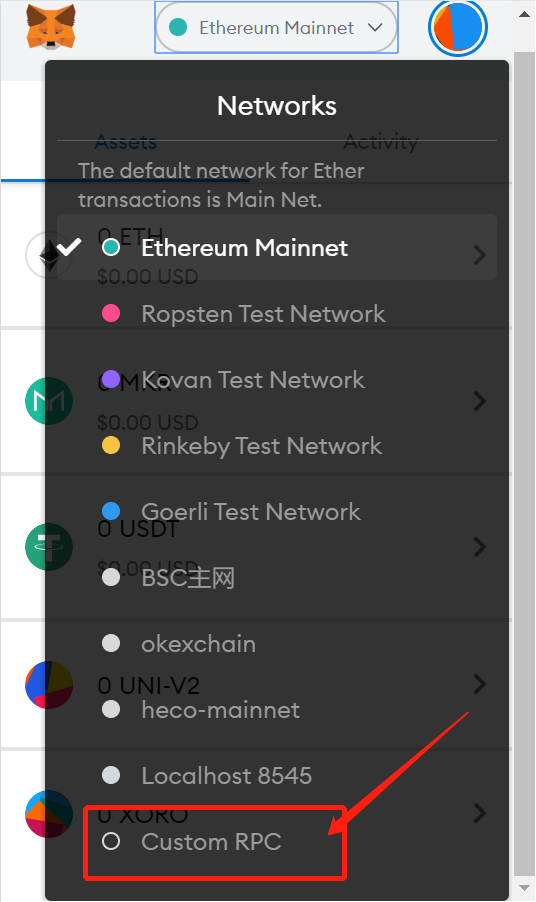 Ethereum Mainnet
Networks
Assets
Activity
The default network for Ether
transactions is Main Net.
0 ETH
Ethereum Mainnet
$0.00 USD
Ropsten Test Network
0 MKR
Kovan Test Network
$0.00 USD
Rinkeby Test Network
Goerli Test Network
0 USDT
$0.00 USD
BSC主网
okexchain
0 UNI-V2
heco-mainnet
Localhost 8545
0 XORO
Custom RPC